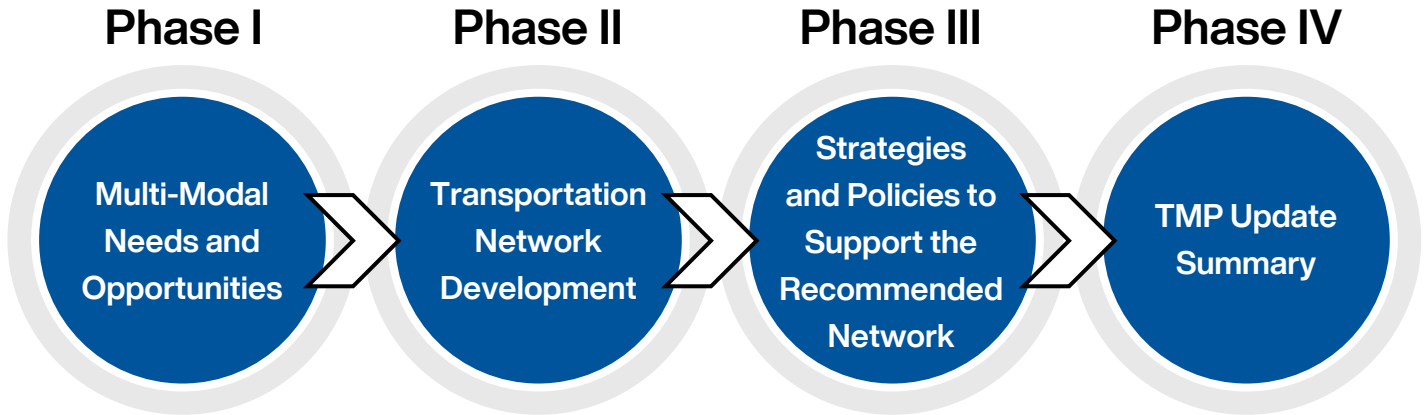 Phase I
Phase II
Phase III
Phase IV
Multi-Modal
Needs and
Opportunities
Transportation
Network
Development
Strategies
and Policies to
Support the
Recommended
Network
TMP Update
Summary